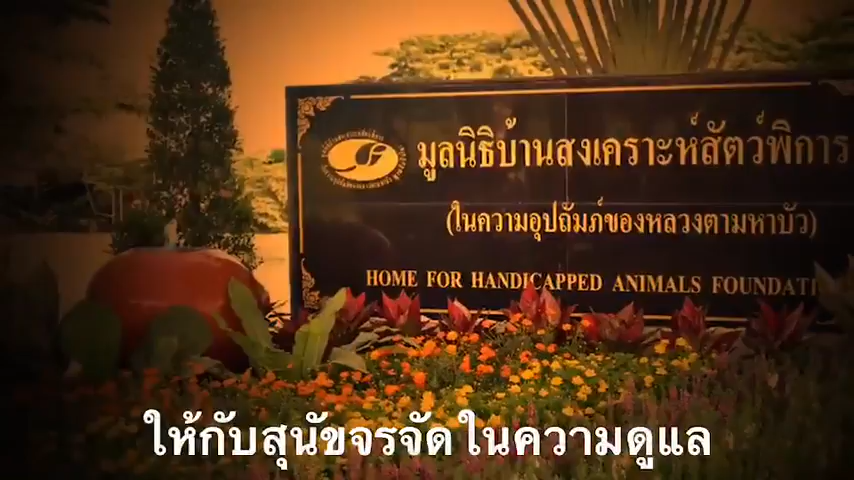 มูลนิธิบ้านสงเคราะห์สัตว์พิการ
(ในความอุปถัมภ์ของหลวงตามหาบัว)
HOME FOR HANDICAPPED ANIMALS FOUNDATI
ให้กับสุนัขจรจัดในความดูแล